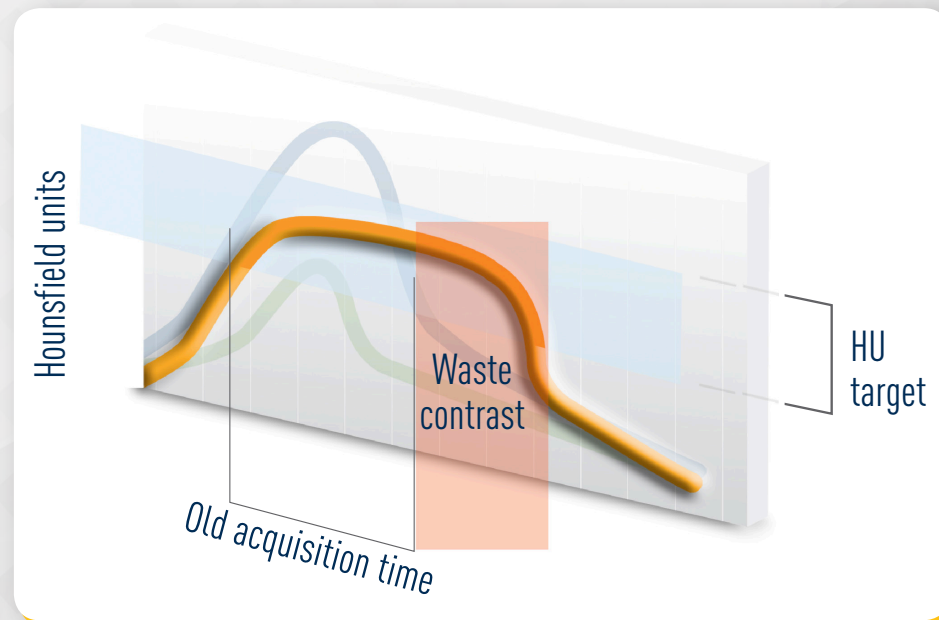 Hounsfield units
Waste
contrast
HU
target
Old acquisition time